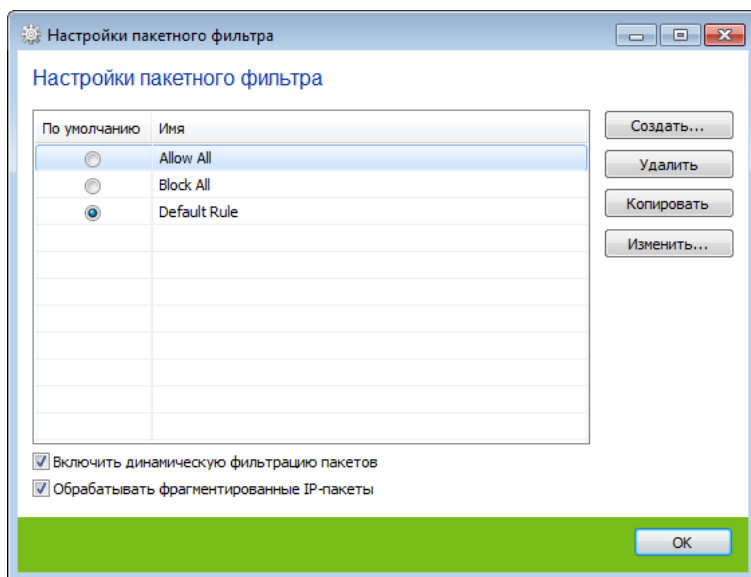 Настройки пакетного фильтра
Настройки пакетного фильтра
По умолчанию Имя
Allow All
Block All
Default Rule
Создать...
Удалить
Копировать
Изменить...
Включить динамическую фильтрацию пакетов
Обрабатывать фрагментированные IP-пакеты
OK